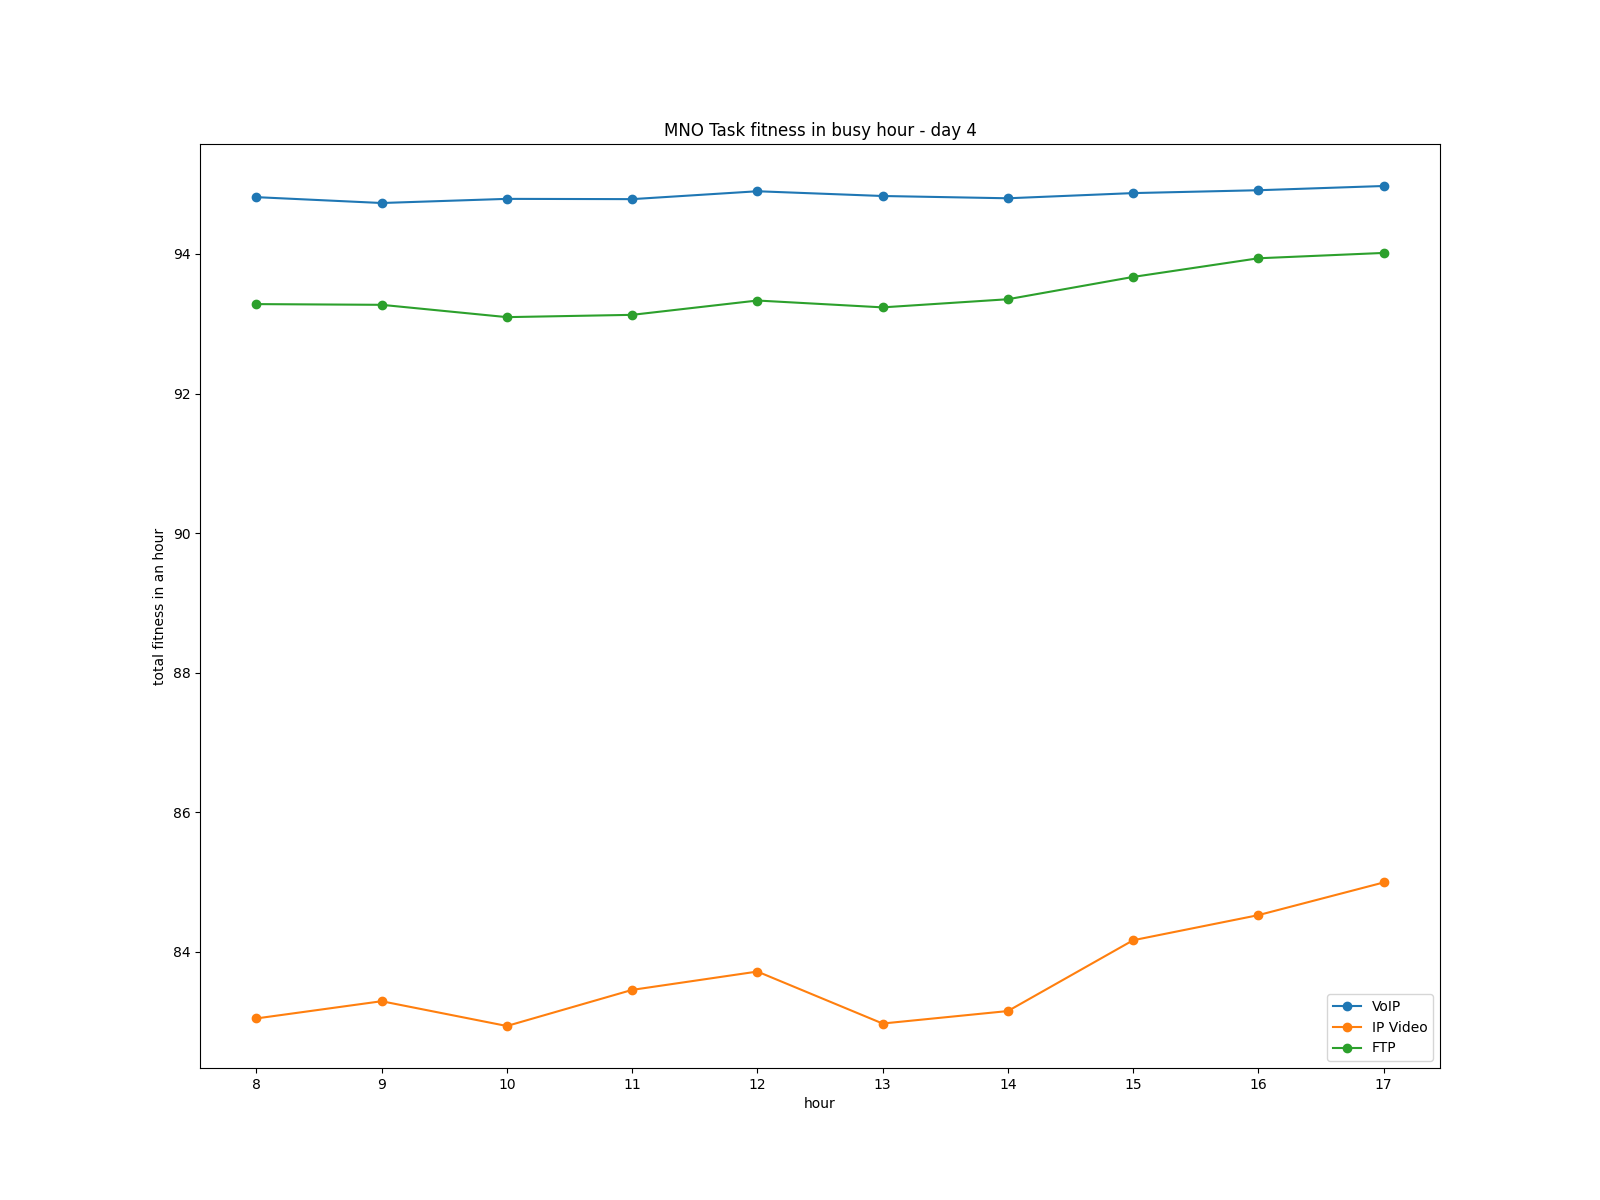 MNO Task fitness in busy hour - day 4
94
92
90
88
86
84
total fitness in an hour
8 9 10 11 12 13 14 15 16 17
hour
VoIP
IP Video
FTP